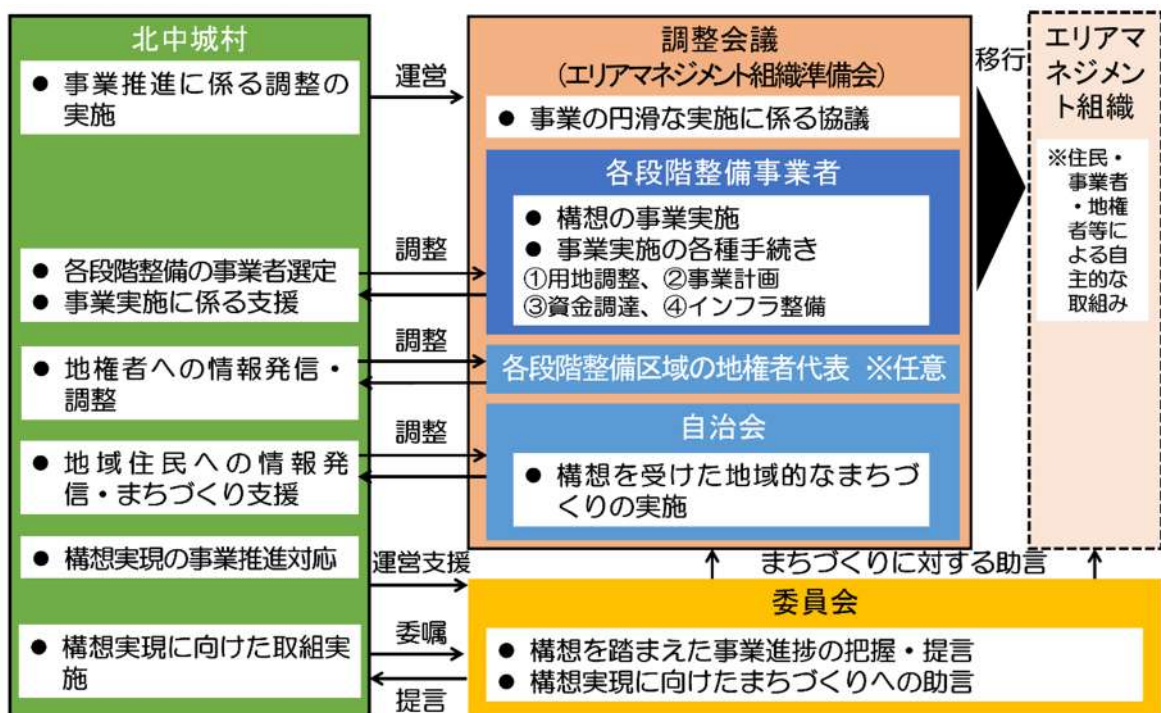 北中城村
● 事業推進に係る調整の
実施
● 各段階整備の事業者選定
● 事業実施に係る支援
● 地権者への情報発信・
調整
● 地域住民への情報発
信・まちづくり支援
● 構想実現の事業推進対応
● 構想実現に向けた取組実
施
運営
調整
調整
調整
運営支援
委嘱
提言
調整会議
（エリアマネジメント組織準備会）
● 事業の円滑な実施に係る協議
各段階整備事業者
● 構想の事業実施
● 事業実施の各種手続き
①用地調整、②事業計画
③資金調達、④インフラ整備
各段階整備区域の地権者代表 ※任意
自治会
● 構想を受けた地域的なまちづ
くりの実施
まちづくりに対する助言
委員会
● 構想を踏まえた事業進捗の把握・提言
● 構想実現に向けたまちづくりへの助言
移行
エリアマ
ネジメン
ト組織
※住民・
事業者
・地権
者等に
よる自
主的な
取組み